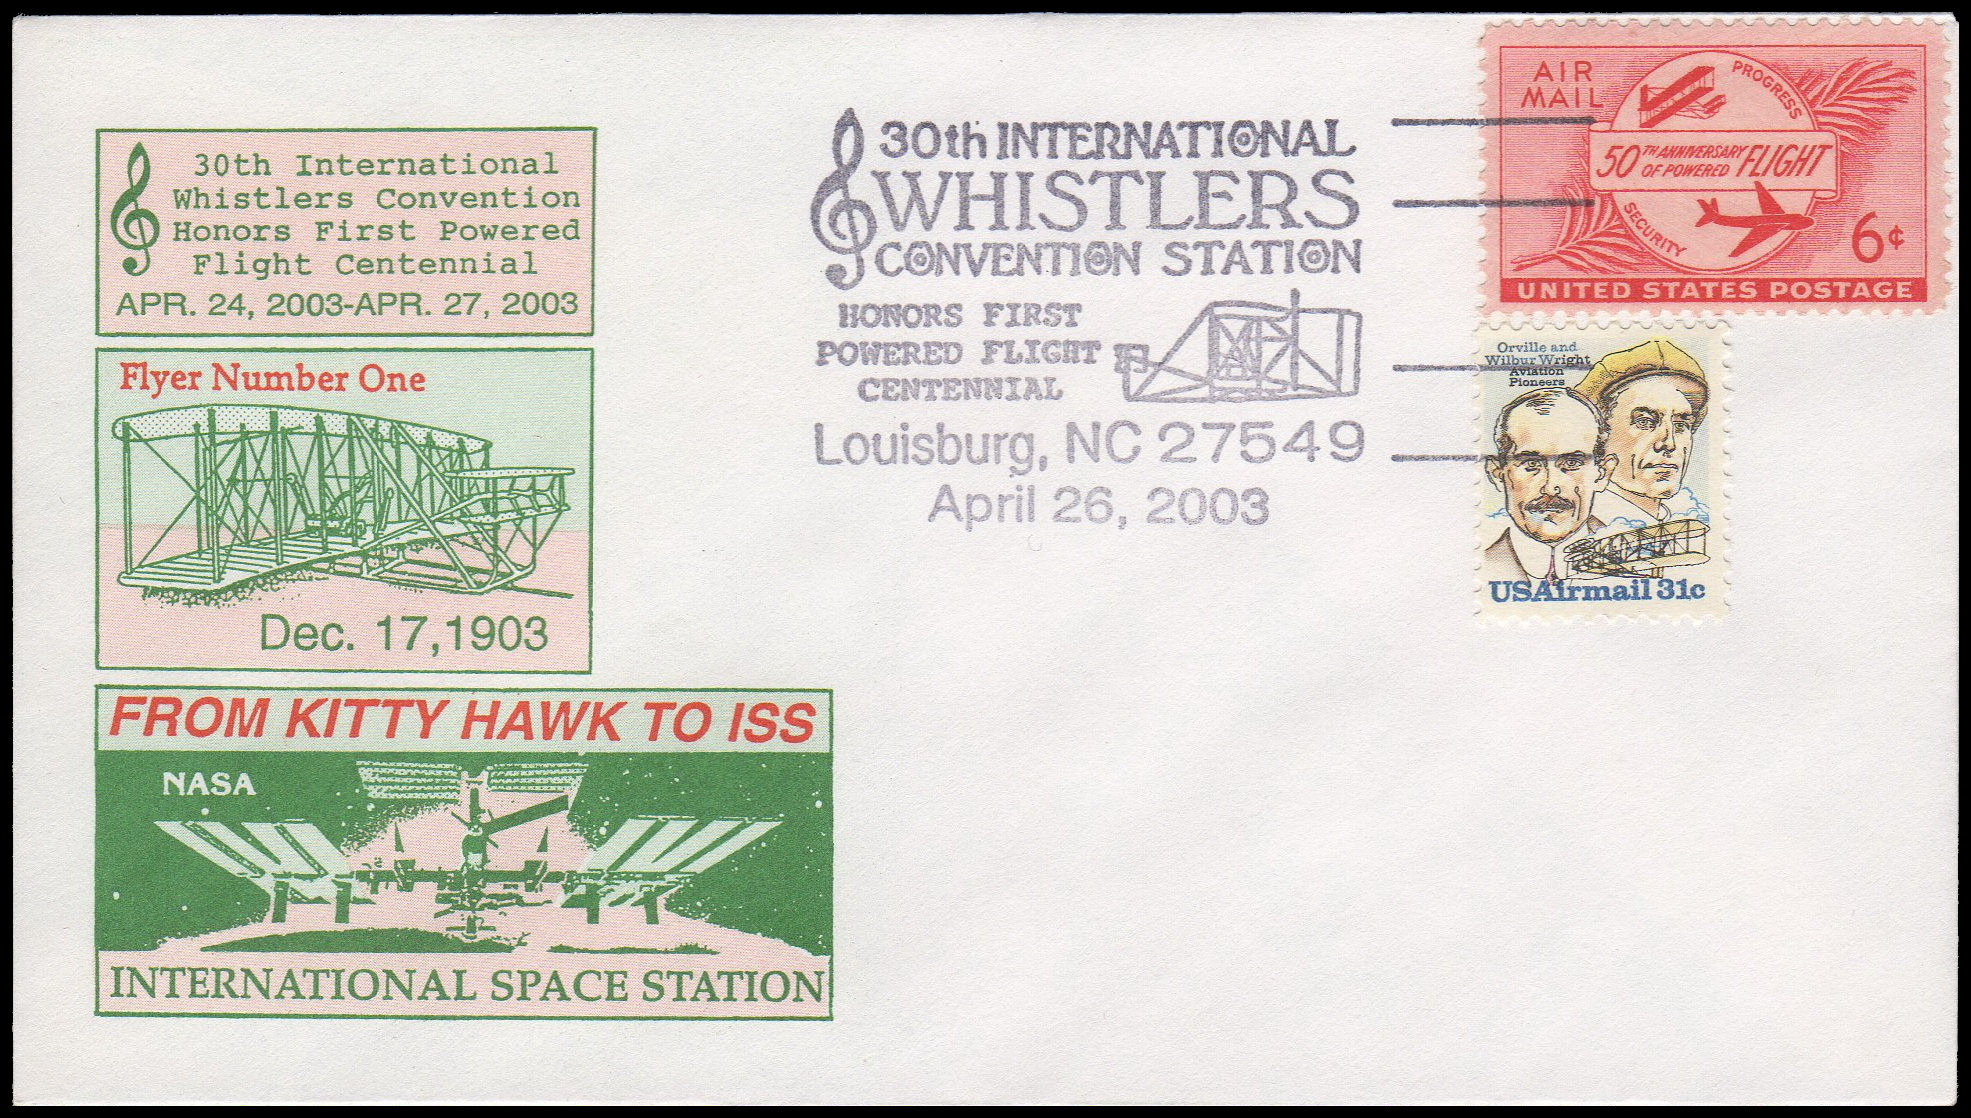 30th International
Whistlers Convention
Honors First Powered
Flight Centennial
APR. 24, 2003-APR. 27, 2003
Flyer Number One
Dec. 17,1903
FROM KITTY HAWK TO ISS
NASA
INTERNATIONAL SPACE STATION
30th INTERNATIONAL
WHISTLERS
CONVENTION STATION
HONORS FIRST
POWERED FLIGHT
CENTENNIAL
Louisburg, NC 27549
April 26, 2003
AIR
MAIL
PROGRESS
50TH ANNIVERSARY OF POWERED FLIGHT
SECURITY
6¢
UNITED STATES POSTAGE
Orville and
Wilbur Wright
Aviation
Pioneers
USAirmail 31c